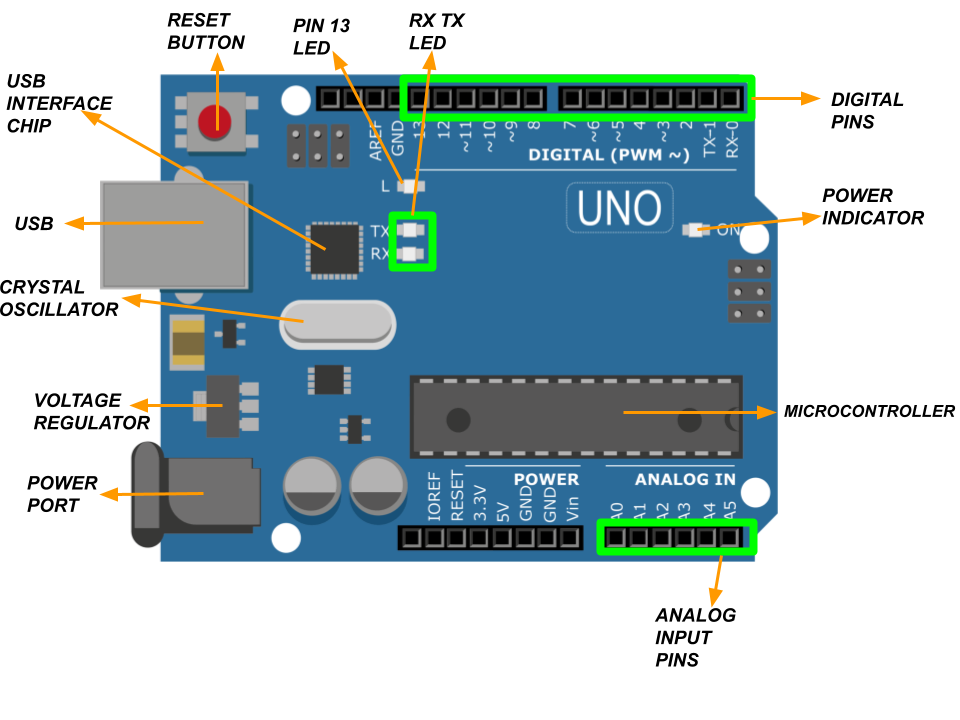 RESET
BUTTON
PIN 13
LED
RX TX
LED
USB
INTERFACE
CHIP
DIGITAL
PINS
AREF
GND
13
12
~11
~10
~9
8
7
~6
~5
4
~3
2
TX-1
RX-0
DIGITAL (PWM ~)
L
TX
RX
UNO
ON
POWER
INDICATOR
USB
CRYSTAL
OSCILLATOR
VOLTAGE
REGULATOR
MICROCONTROLLER
POWER
PORT
POWER
ANALOG IN
IOREF
RESET
3.3V
5V
GND
GND
Vin
A0
A1
A2
A3
A4
A5
ANALOG
INPUT
PINS